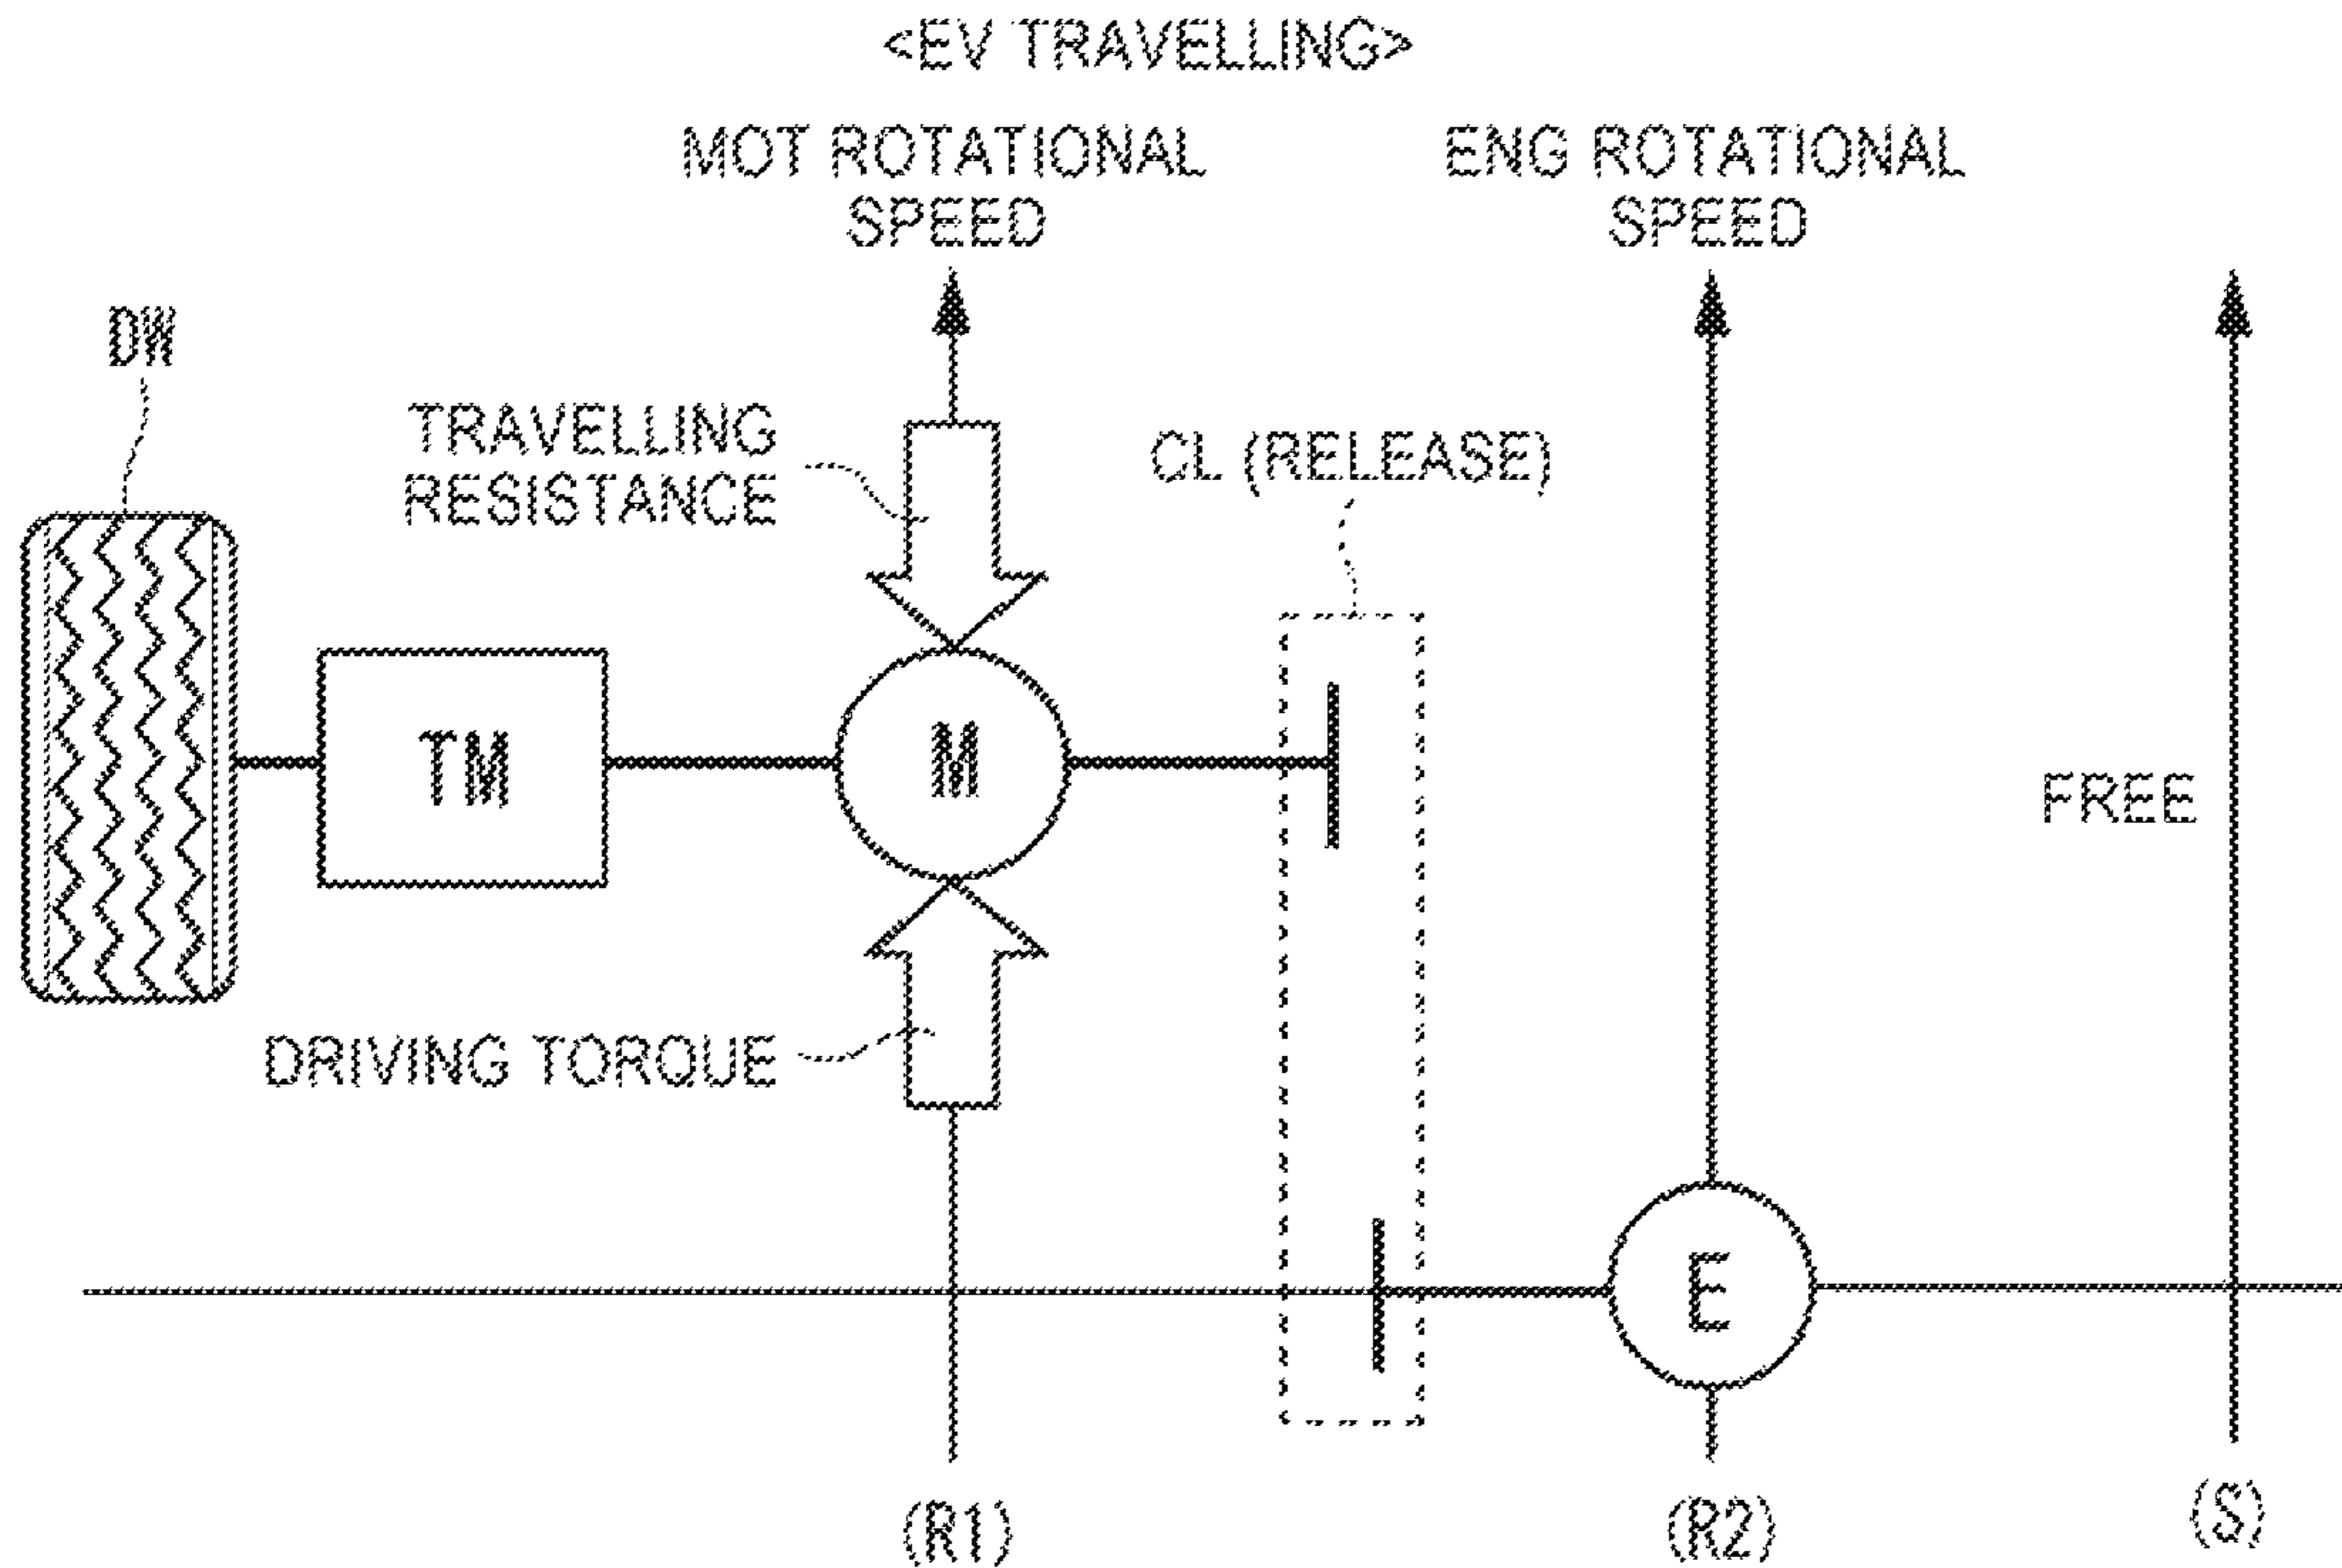 <EV TRAVELLING>
MOT ROTATIONAL
SPEED
ENG ROTATIONAL
SPEED
DW
TRAVELLING
RESISTANCE
CL (RELEASE)
TM
M
FREE
DRIVING TORQUE
E
(R1)
(R2)
(S)